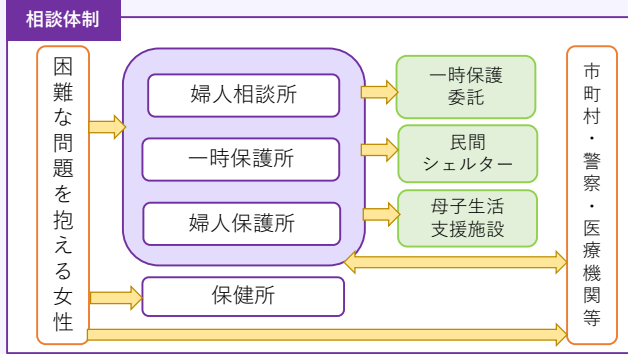 相談体制
困難な問題を抱える女性
婦人相談所
一時保護所
婦人保護所
保健所
一時保護
委託
民間
シェルター
母子生活
支援施設
市町村・警察・医療機関等